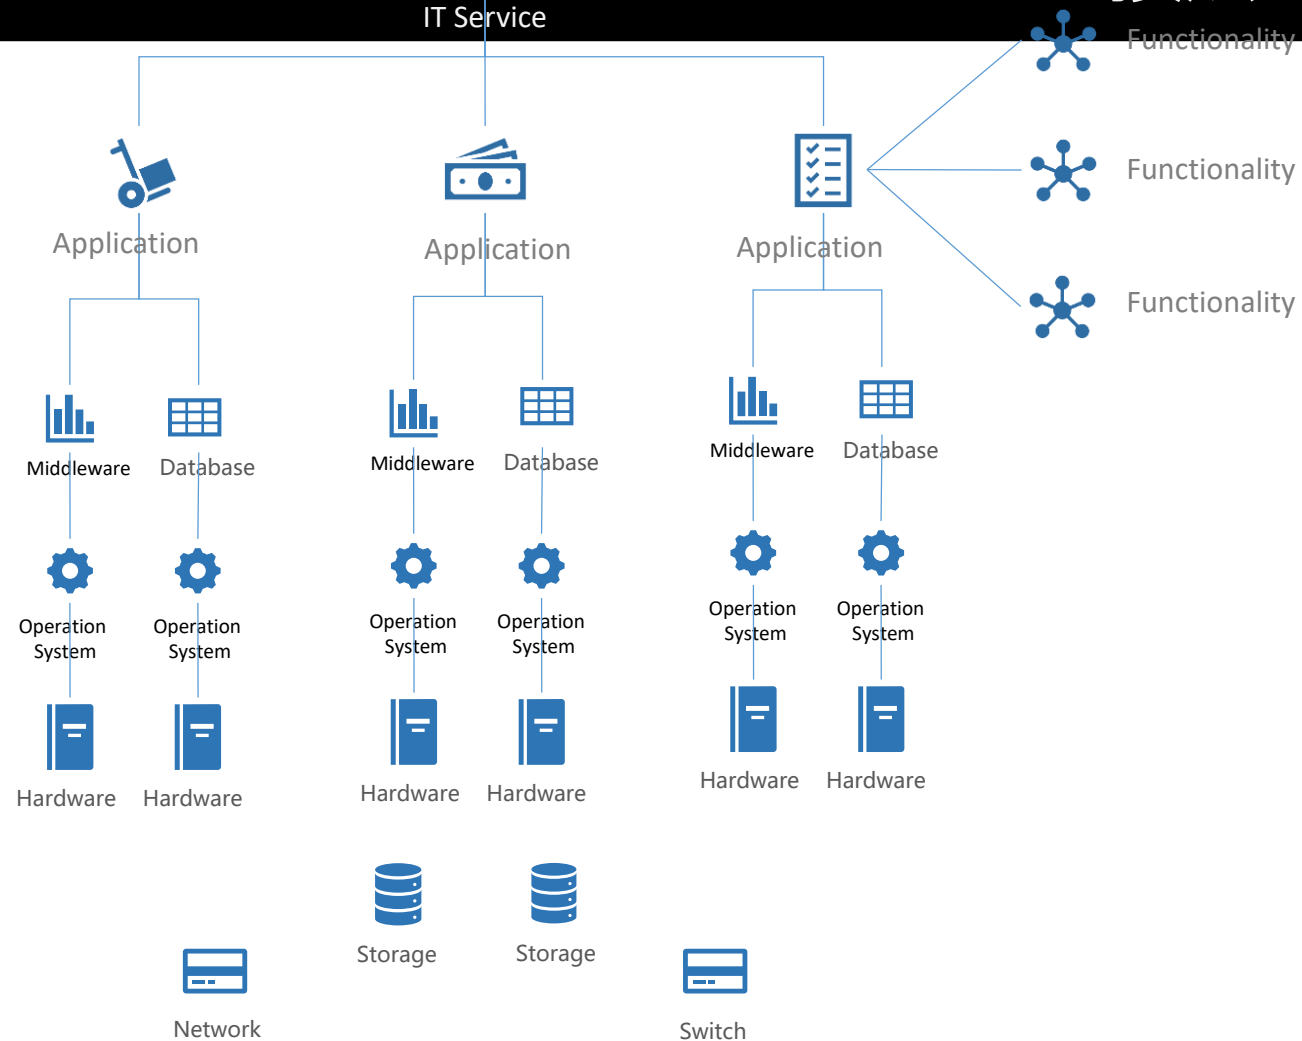 IT Service
Functionality
Functionality
Functionality
Application
Application
Application
Middleware
Database
Middleware
Database
Middleware
Database
Operation
System
Operation
System
Operation
System
Operation
System
Operation
System
Operation
System
Hardware
Hardware
Hardware
Hardware
Hardware
Hardware
Storage
Storage
Network
Switch